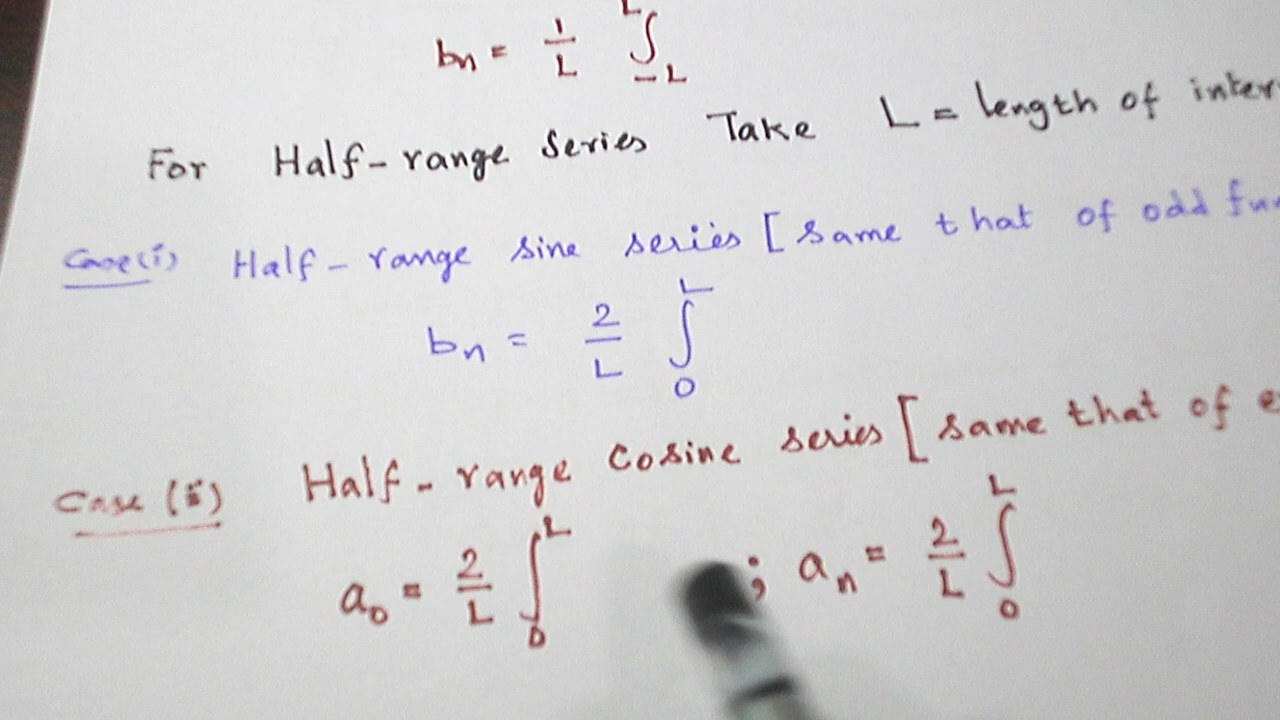 bn = 1/L ∫ -L L
For Half-range Series Take L = length of inter
Case(i) Half-range sine series [same that of odd fun
bn = 2/L ∫ 0 L
Case (ii) Half-range Cosine series [same that of e
a0 = 2/L ∫ 0 L ; an = 2/L ∫ 0 L